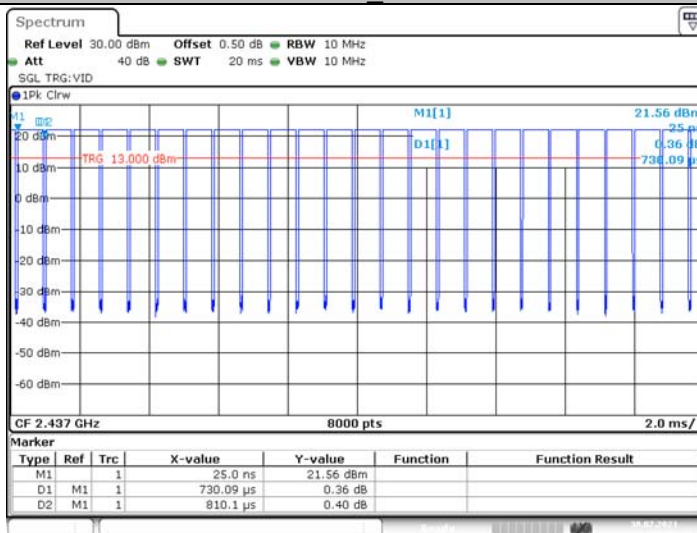 Spectrum
Ref Level 30.00 dBm Offset 0.50 dB RBW 10 MHz
Att 40 dB SWT 20 ms VBW 10 MHz
SGL TRG:VID
1Pk Clrw
M1[1] 21.56 dBm
25 ns
D1[1] 0.36 dB
730.09 µs
M1
D2
20 dBm
TRG 13.000 dBm
10 dBm
0 dBm
-10 dBm
-20 dBm
-30 dBm
-40 dBm
-50 dBm
-60 dBm
CF 2.437 GHz 8000 pts 2.0 ms/
Marker
Type Ref Trc X-value Y-value Function Function Result
M1 1 25.0 ns 21.56 dBm
D1 M1 1 730.09 µs 0.36 dB
D2 M1 1 810.1 µs 0.40 dB
Ready